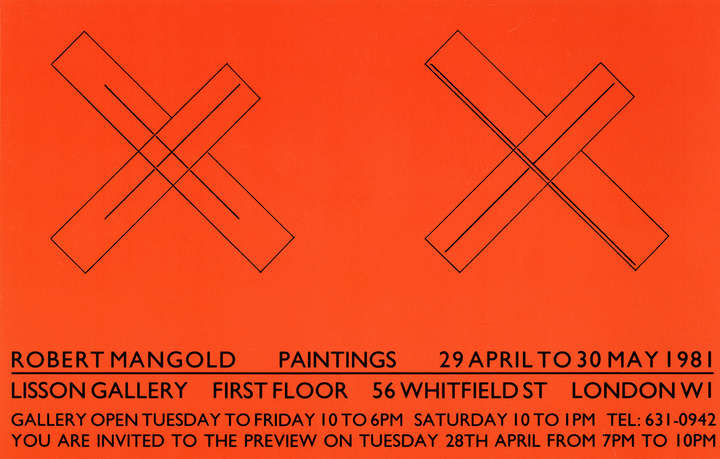 ROBERT MANGOLD PAINTINGS 29 APRIL TO 30 MAY 1981
LISSON GALLERY FIRST FLOOR 56 WHITFIELD ST LONDON W1
GALLERY OPEN TUESDAY TO FRIDAY 10 TO 6PM SATURDAY 10 TO 1PM TEL: 631-0942
YOU ARE INVITED TO THE PREVIEW ON TUESDAY 28TH APRIL FROM 7PM TO 10PM